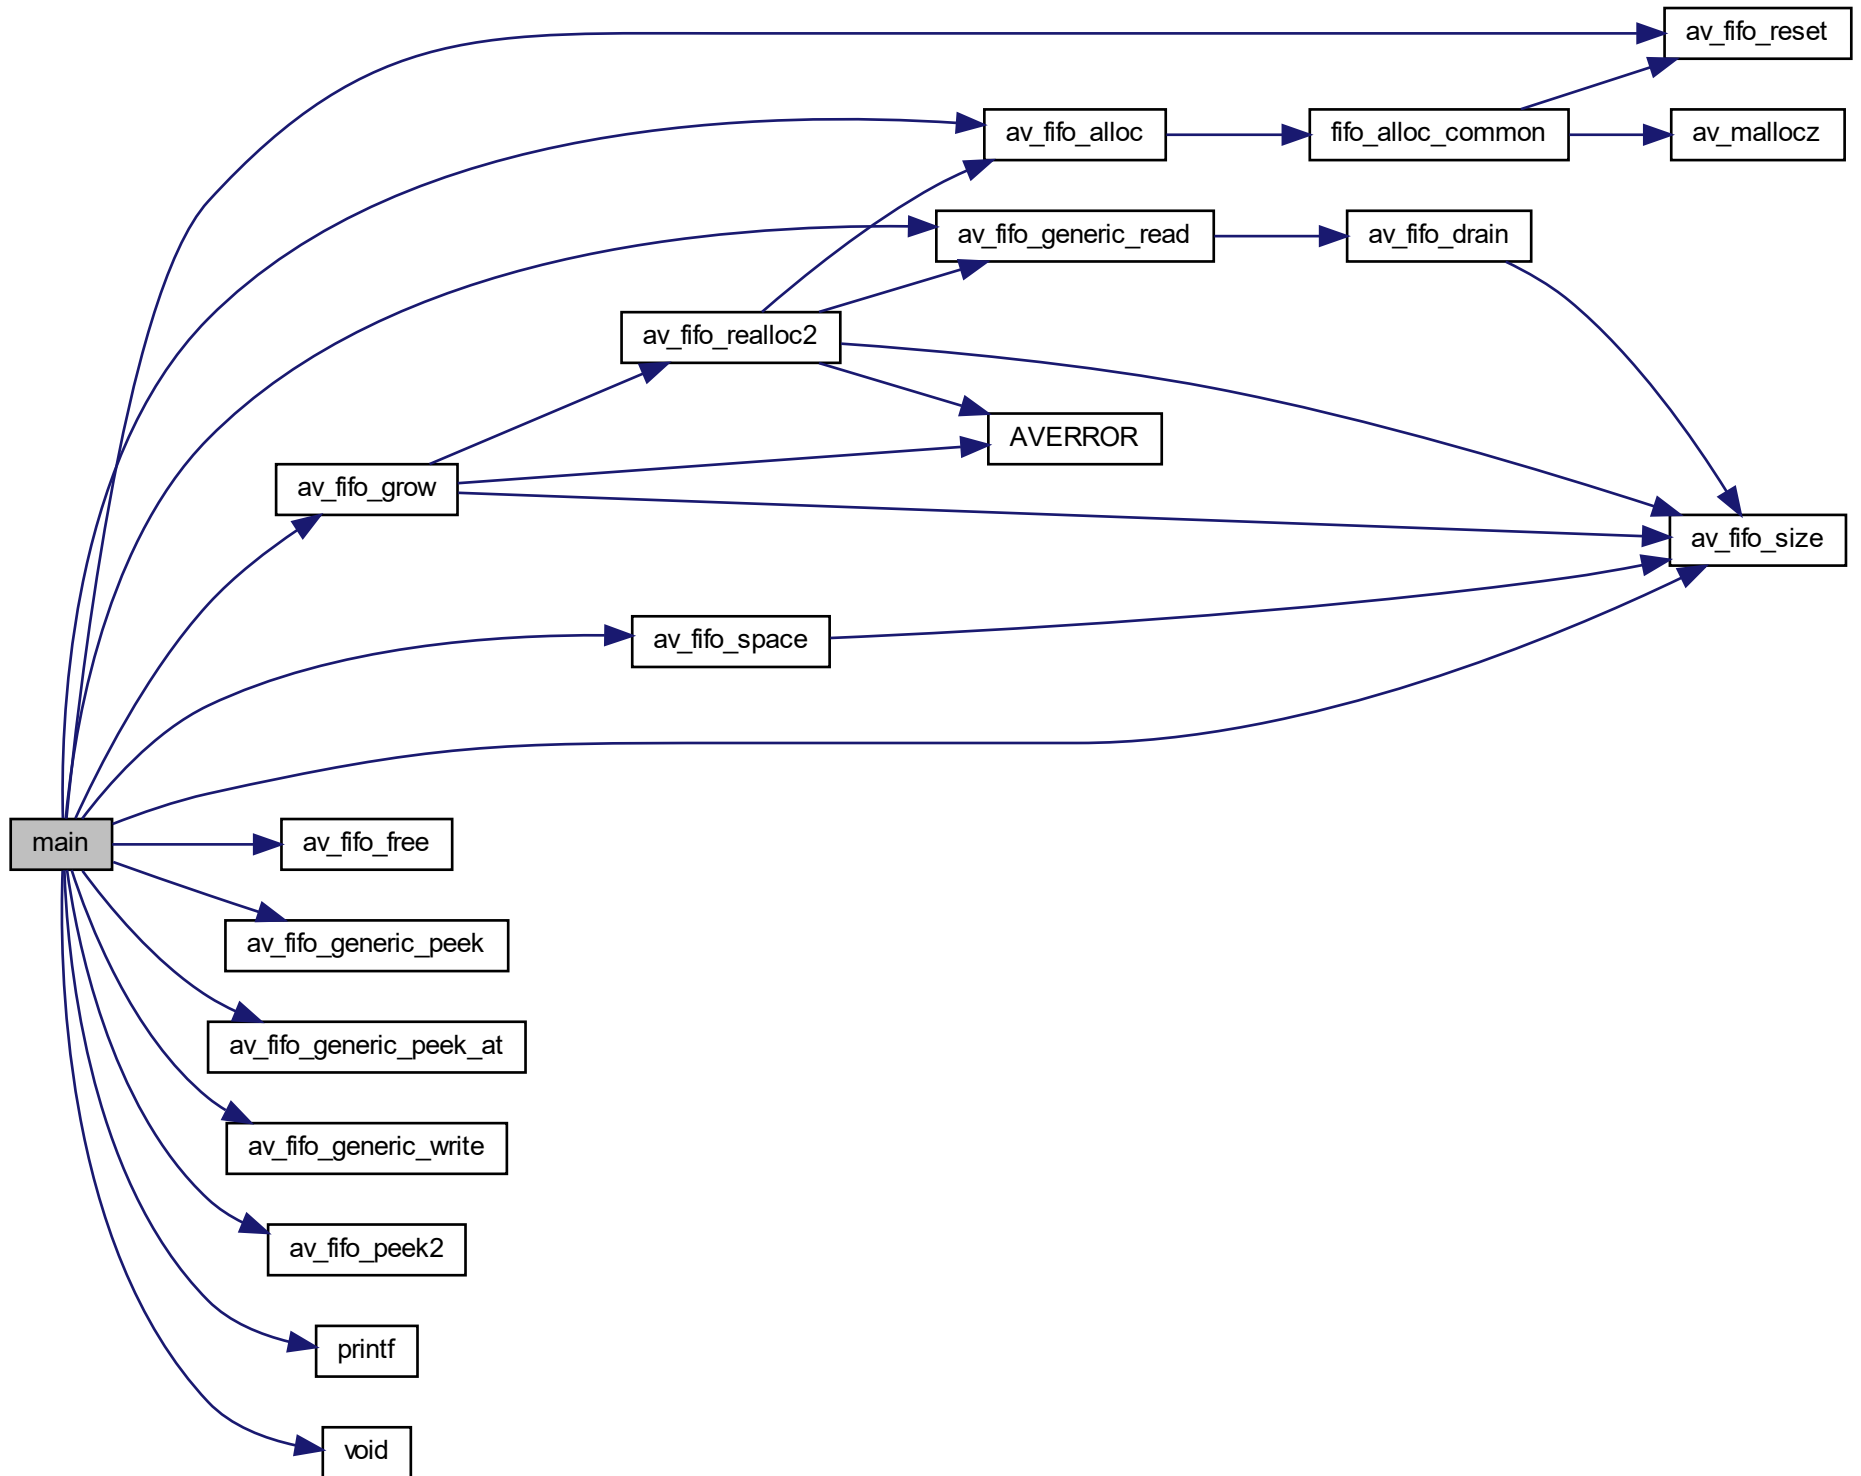 av_fifo_reset
av_fifo_alloc
fifo_alloc_common
av_mallocz
av_fifo_generic_read
av_fifo_drain
av_fifo_realloc2
AVERROR
av_fifo_grow
av_fifo_size
av_fifo_space
main
av_fifo_free
av_fifo_generic_peek
av_fifo_generic_peek_at
av_fifo_generic_write
av_fifo_peek2
printf
void